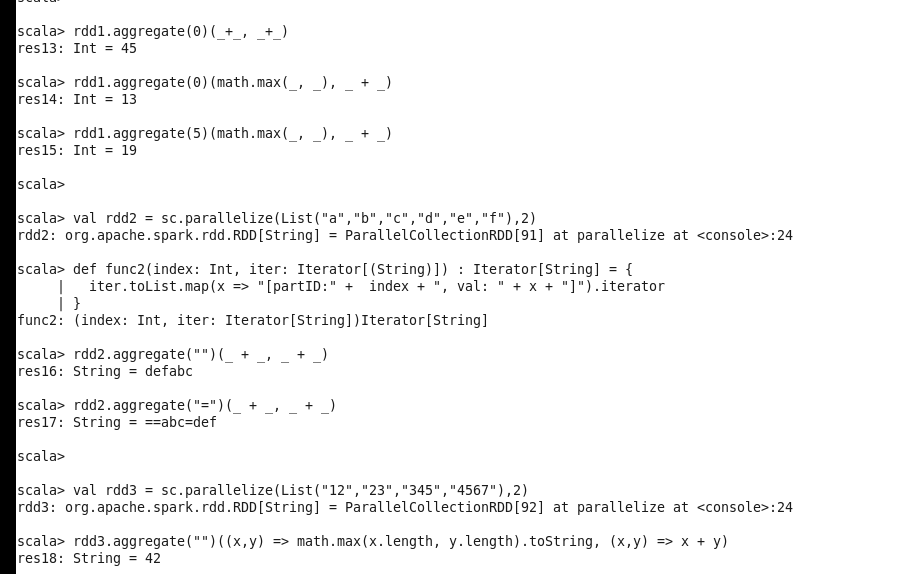 scala> rdd1.aggregate(0)(_+_, _+_)
res13: Int = 45
scala> rdd1.aggregate(0)(math.max(_, _), _ + _)
res14: Int = 13
scala> rdd1.aggregate(5)(math.max(_, _), _ + _)
res15: Int = 19
scala>
scala> val rdd2 = sc.parallelize(List("a","b","c","d","e","f"),2)
rdd2: org.apache.spark.rdd.RDD[String] = ParallelCollectionRDD[91] at parallelize at <console>:24
scala> def func2(index: Int, iter: Iterator[(String)]) : Iterator[String] = {
     |   iter.toList.map(x => "[partID:" +  index + ", val: " + x + "]").iterator
     | }
func2: (index: Int, iter: Iterator[String])Iterator[String]
scala> rdd2.aggregate("")(_ + _, _ + _)
res16: String = defabc
scala> rdd2.aggregate("=")(_ + _, _ + _)
res17: String = ==abc=def
scala>
scala> val rdd3 = sc.parallelize(List("12","23","345","4567"),2)
rdd3: org.apache.spark.rdd.RDD[String] = ParallelCollectionRDD[92] at parallelize at <console>:24
scala> rdd3.aggregate("")((x,y) => math.max(x.length, y.length).toString, (x,y) => x + y)
res18: String = 42